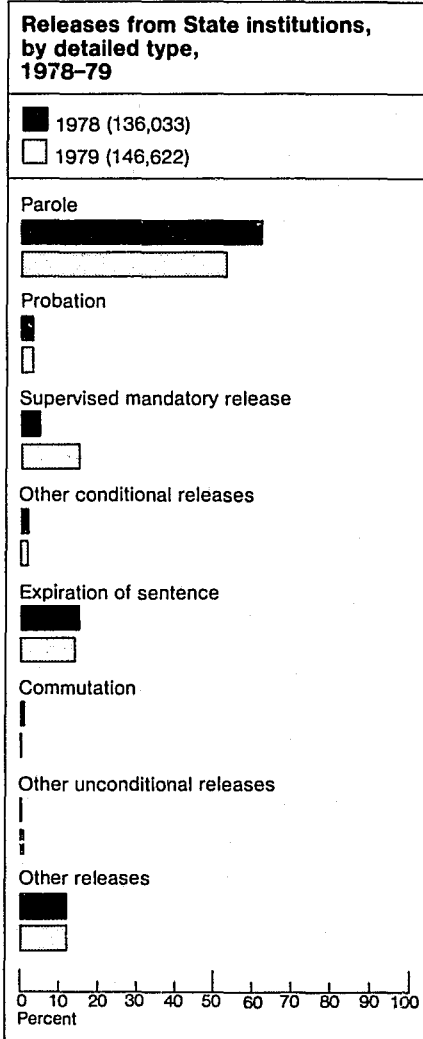 Releases from State institutions,
by detailed type,
1978–79
1978 (136,033)
1979 (146,622)
Parole
Probation
Supervised mandatory release
Other conditional releases
Expiration of sentence
Commutation
Other unconditional releases
Other releases
0 10 20 30 40 50 60 70 80 90 100
Percent